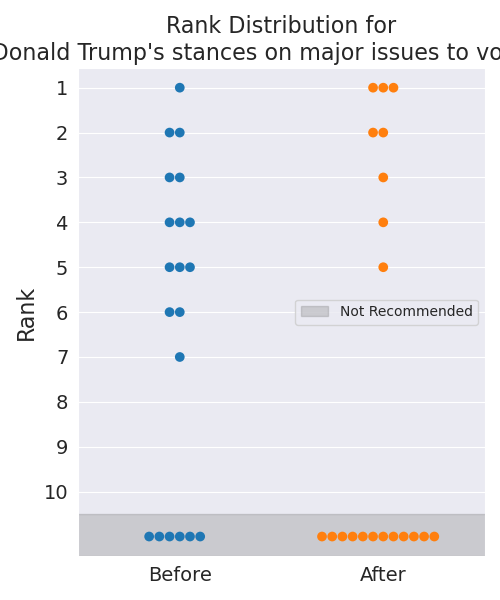 Rank Distribution for
Donald Trump's stances on major issues to vo
Rank
1
2
3
4
5
6
7
8
9
10
Not Recommended
Before
After